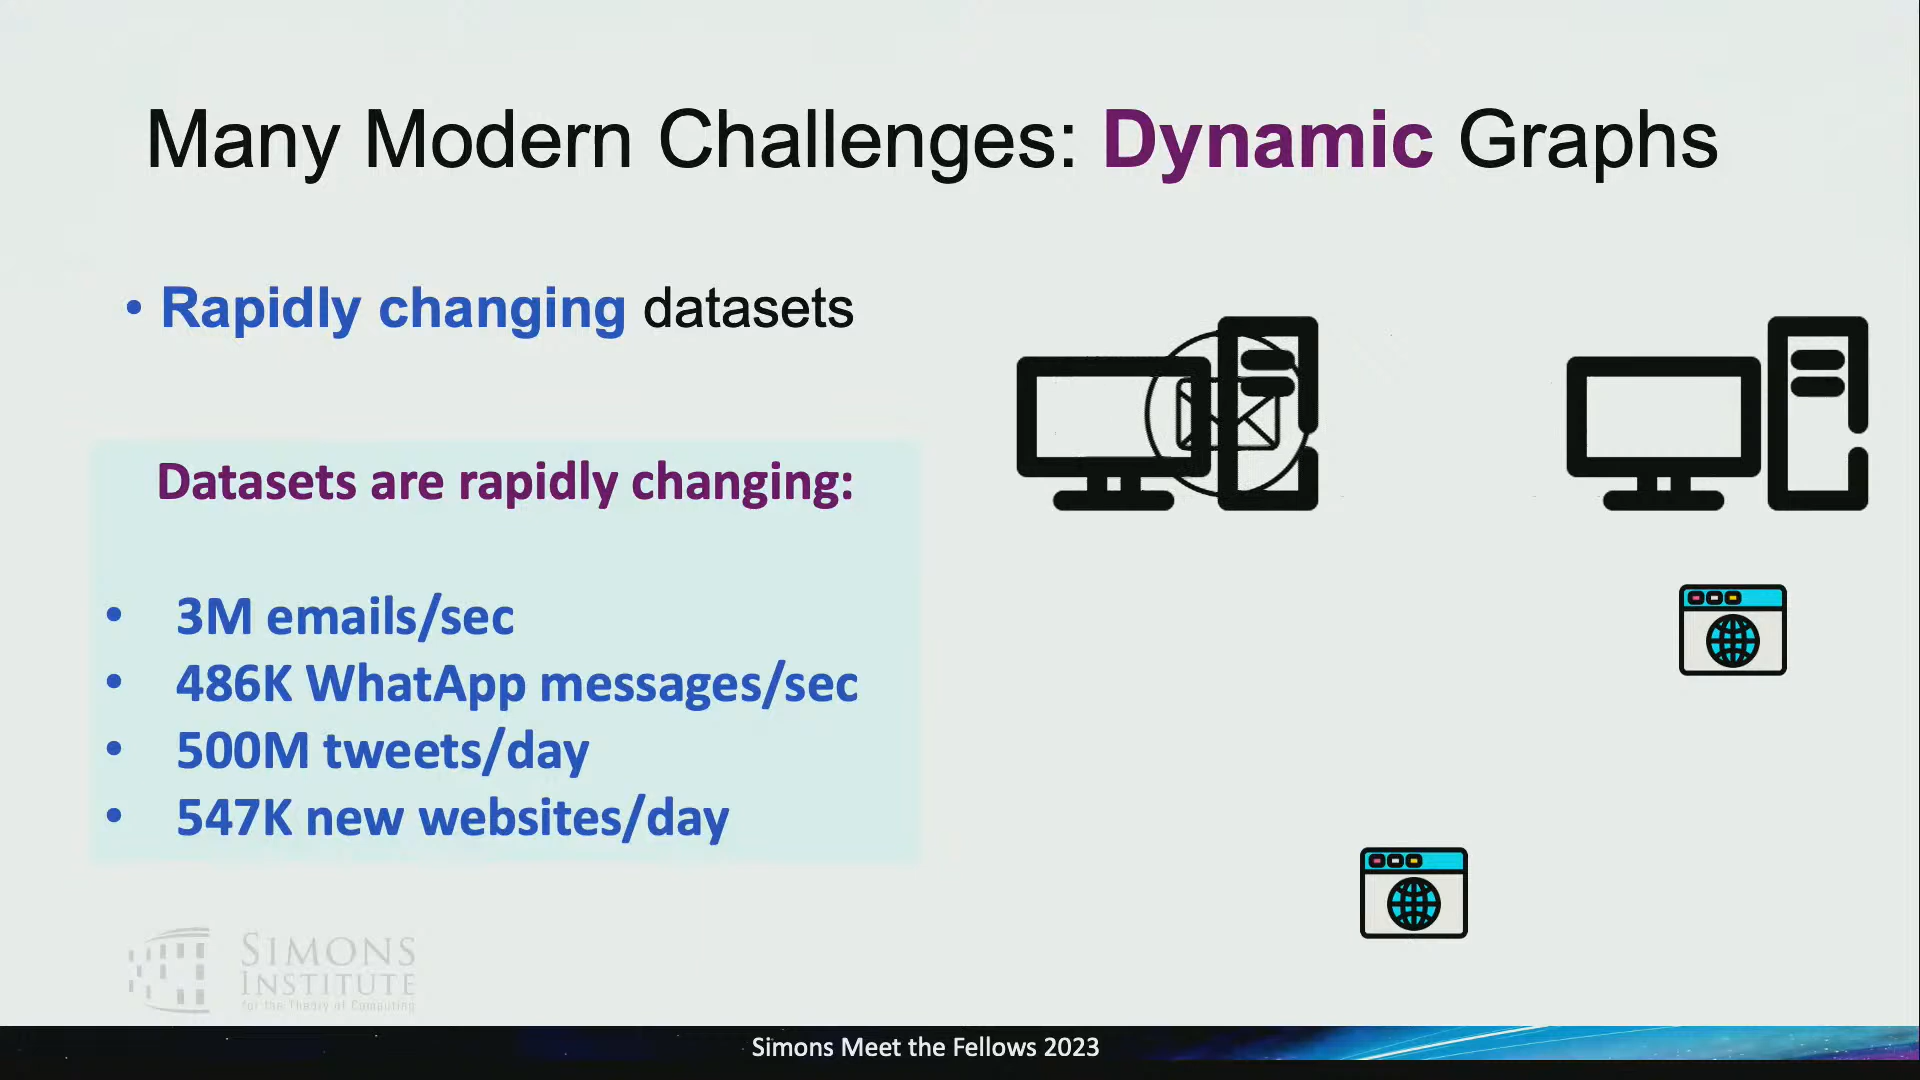 Many Modern Challenges: Dynamic Graphs
• Rapidly changing datasets
Datasets are rapidly changing:
• 3M emails/sec
• 486K WhatApp messages/sec
• 500M tweets/day
• 547K new websites/day
SIMONS
INSTITUTE
for the Theory of Computing
Simons Meet the Fellows 2023